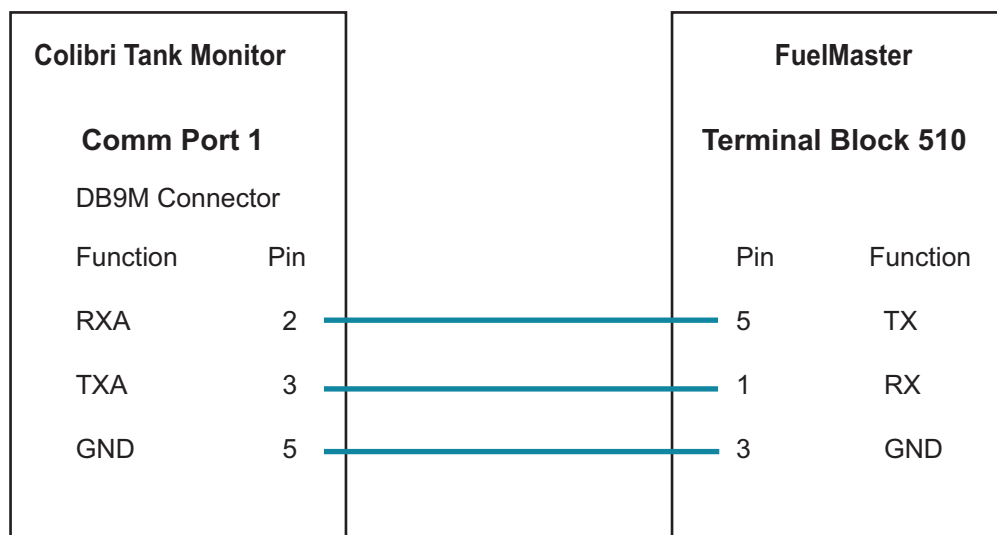 Colibri Tank Monitor
Comm Port 1
DB9M Connector
Function Pin
RXA 2
TXA 3
GND 5
FuelMaster
Terminal Block 510
Pin Function
5 TX
1 RX
3 GND